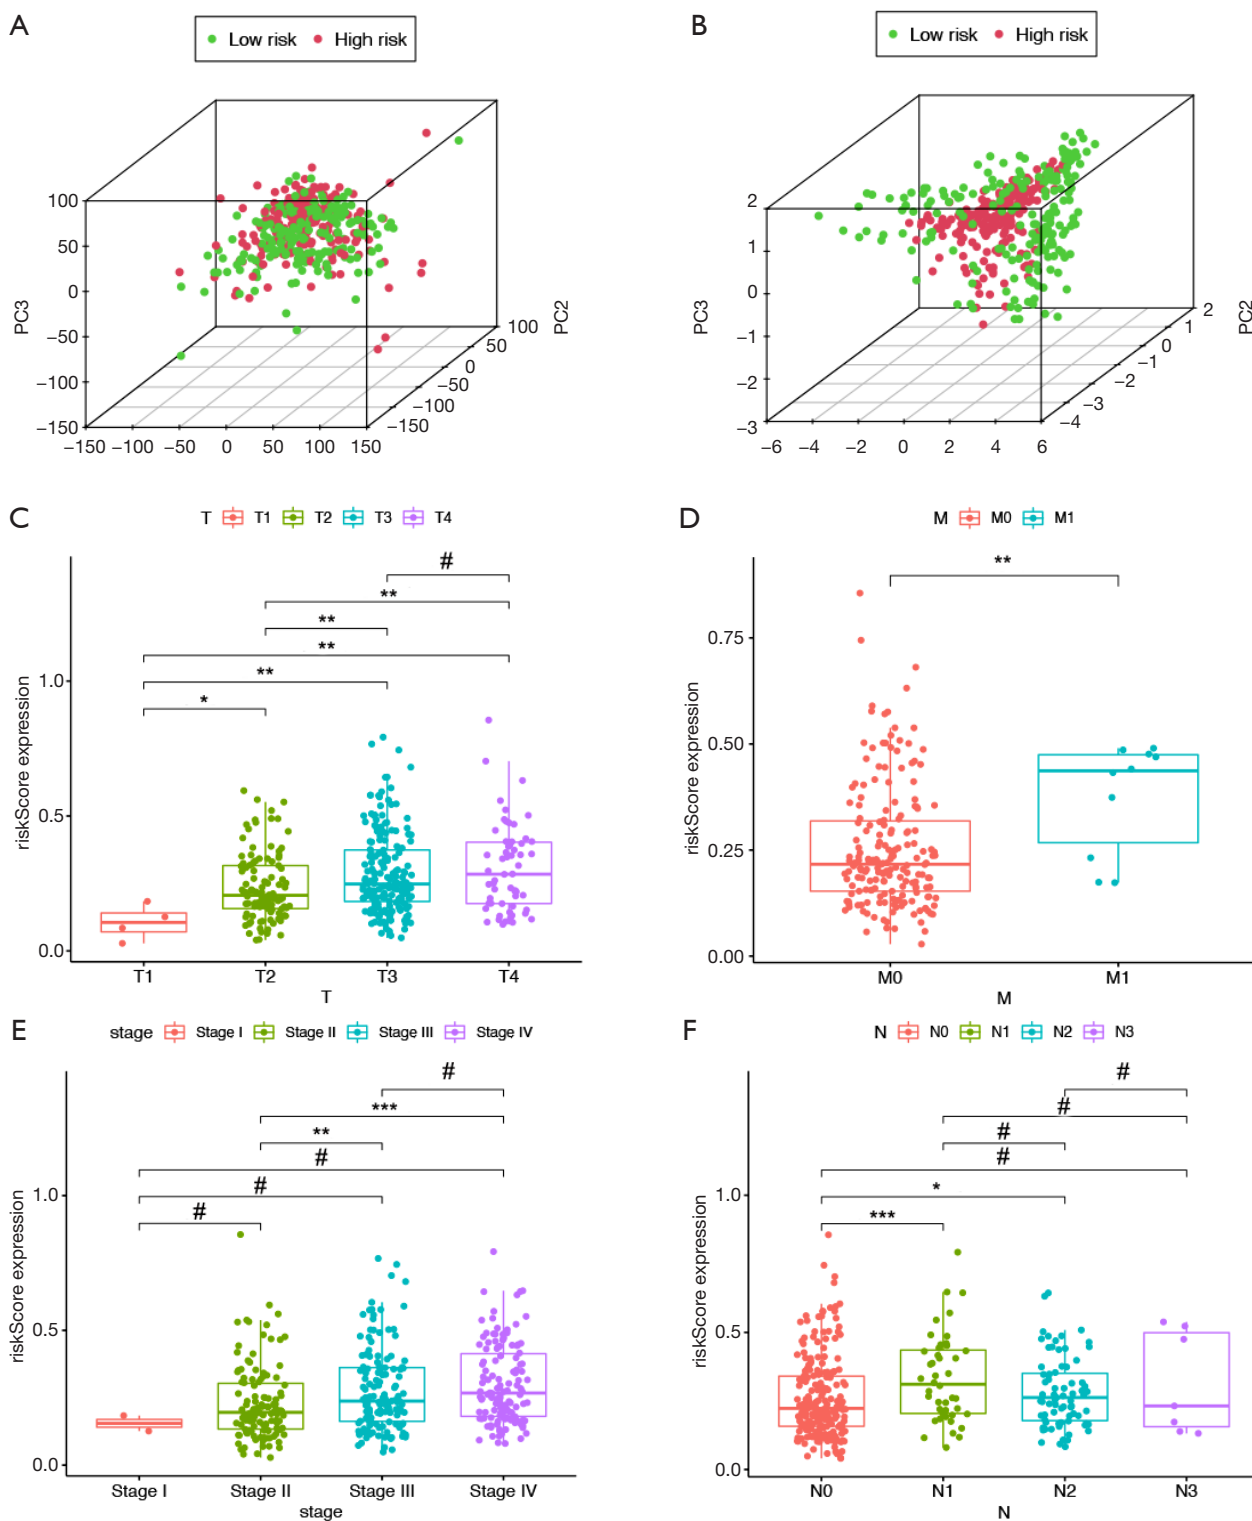 A
Low risk High risk
100
50
0
−50
−100
−150
PC3
−150 −100 −50 0 50 100 150
−150
−100
−50
0
50
100
PC2
B
Low risk High risk
2
1
0
−1
−2
−3
PC3
−6 −4 −2 0 2 4 6
−4
−3
−2
−1
0
1
2
PC2
C
T T1 T2 T3 T4
#
**
**
**
**
*
riskScore expression
1.0
0.5
0.0
T1 T2 T3 T4
T
D
M M0 M1
**
riskScore expression
0.75
0.50
0.25
0.00
M0 M1
M
E
stage Stage I Stage II Stage III Stage IV
#
***
**
#
#
#
riskScore expression
1.0
0.5
0.0
Stage I Stage II Stage III Stage IV
stage
F
N N0 N1 N2 N3
#
#
#
#
*
***
riskScore expression
1.0
0.5
0.0
N0 N1 N2 N3
N